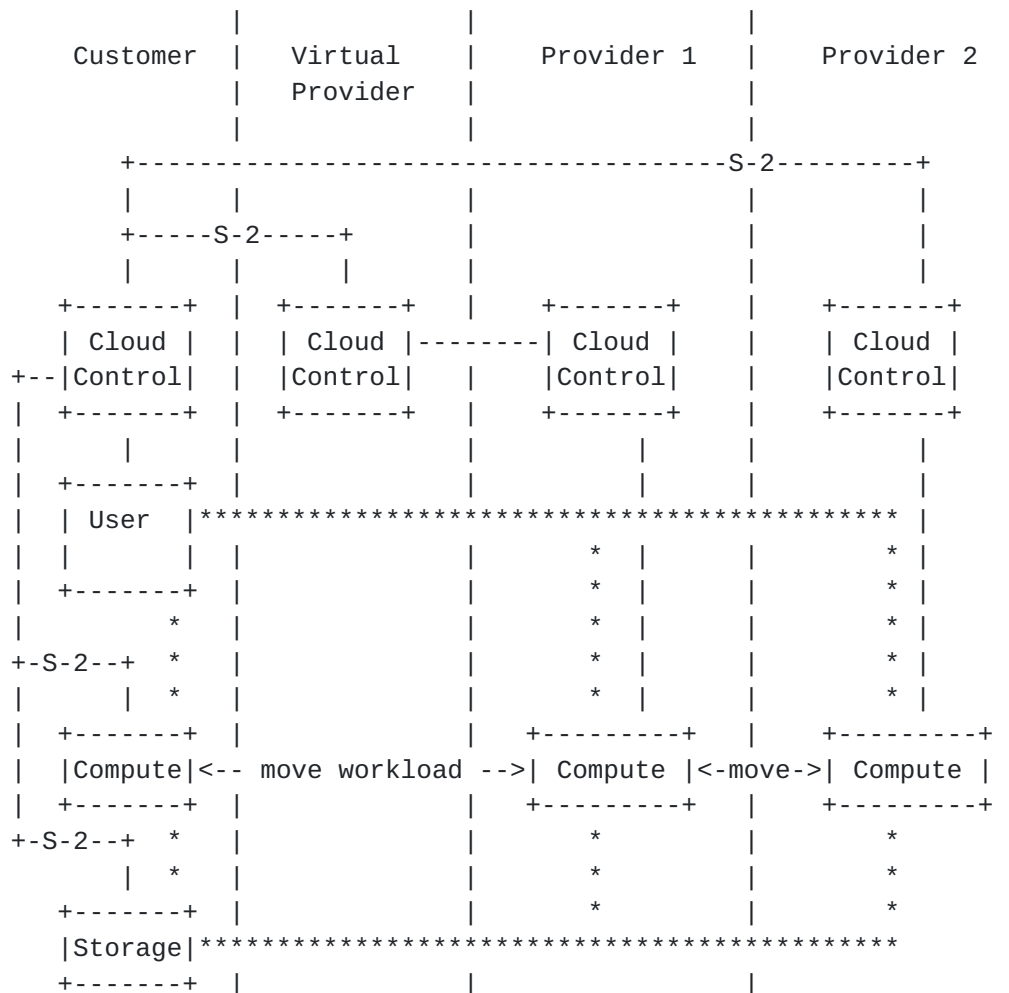 Customer | Virtual | Provider 1 | Provider 2
Provider
S-2
S-2
Cloud Cloud Cloud Cloud
Control Control Control Control
User
S-2
Compute <-- move workload --> Compute <-move-> Compute
S-2
Storage